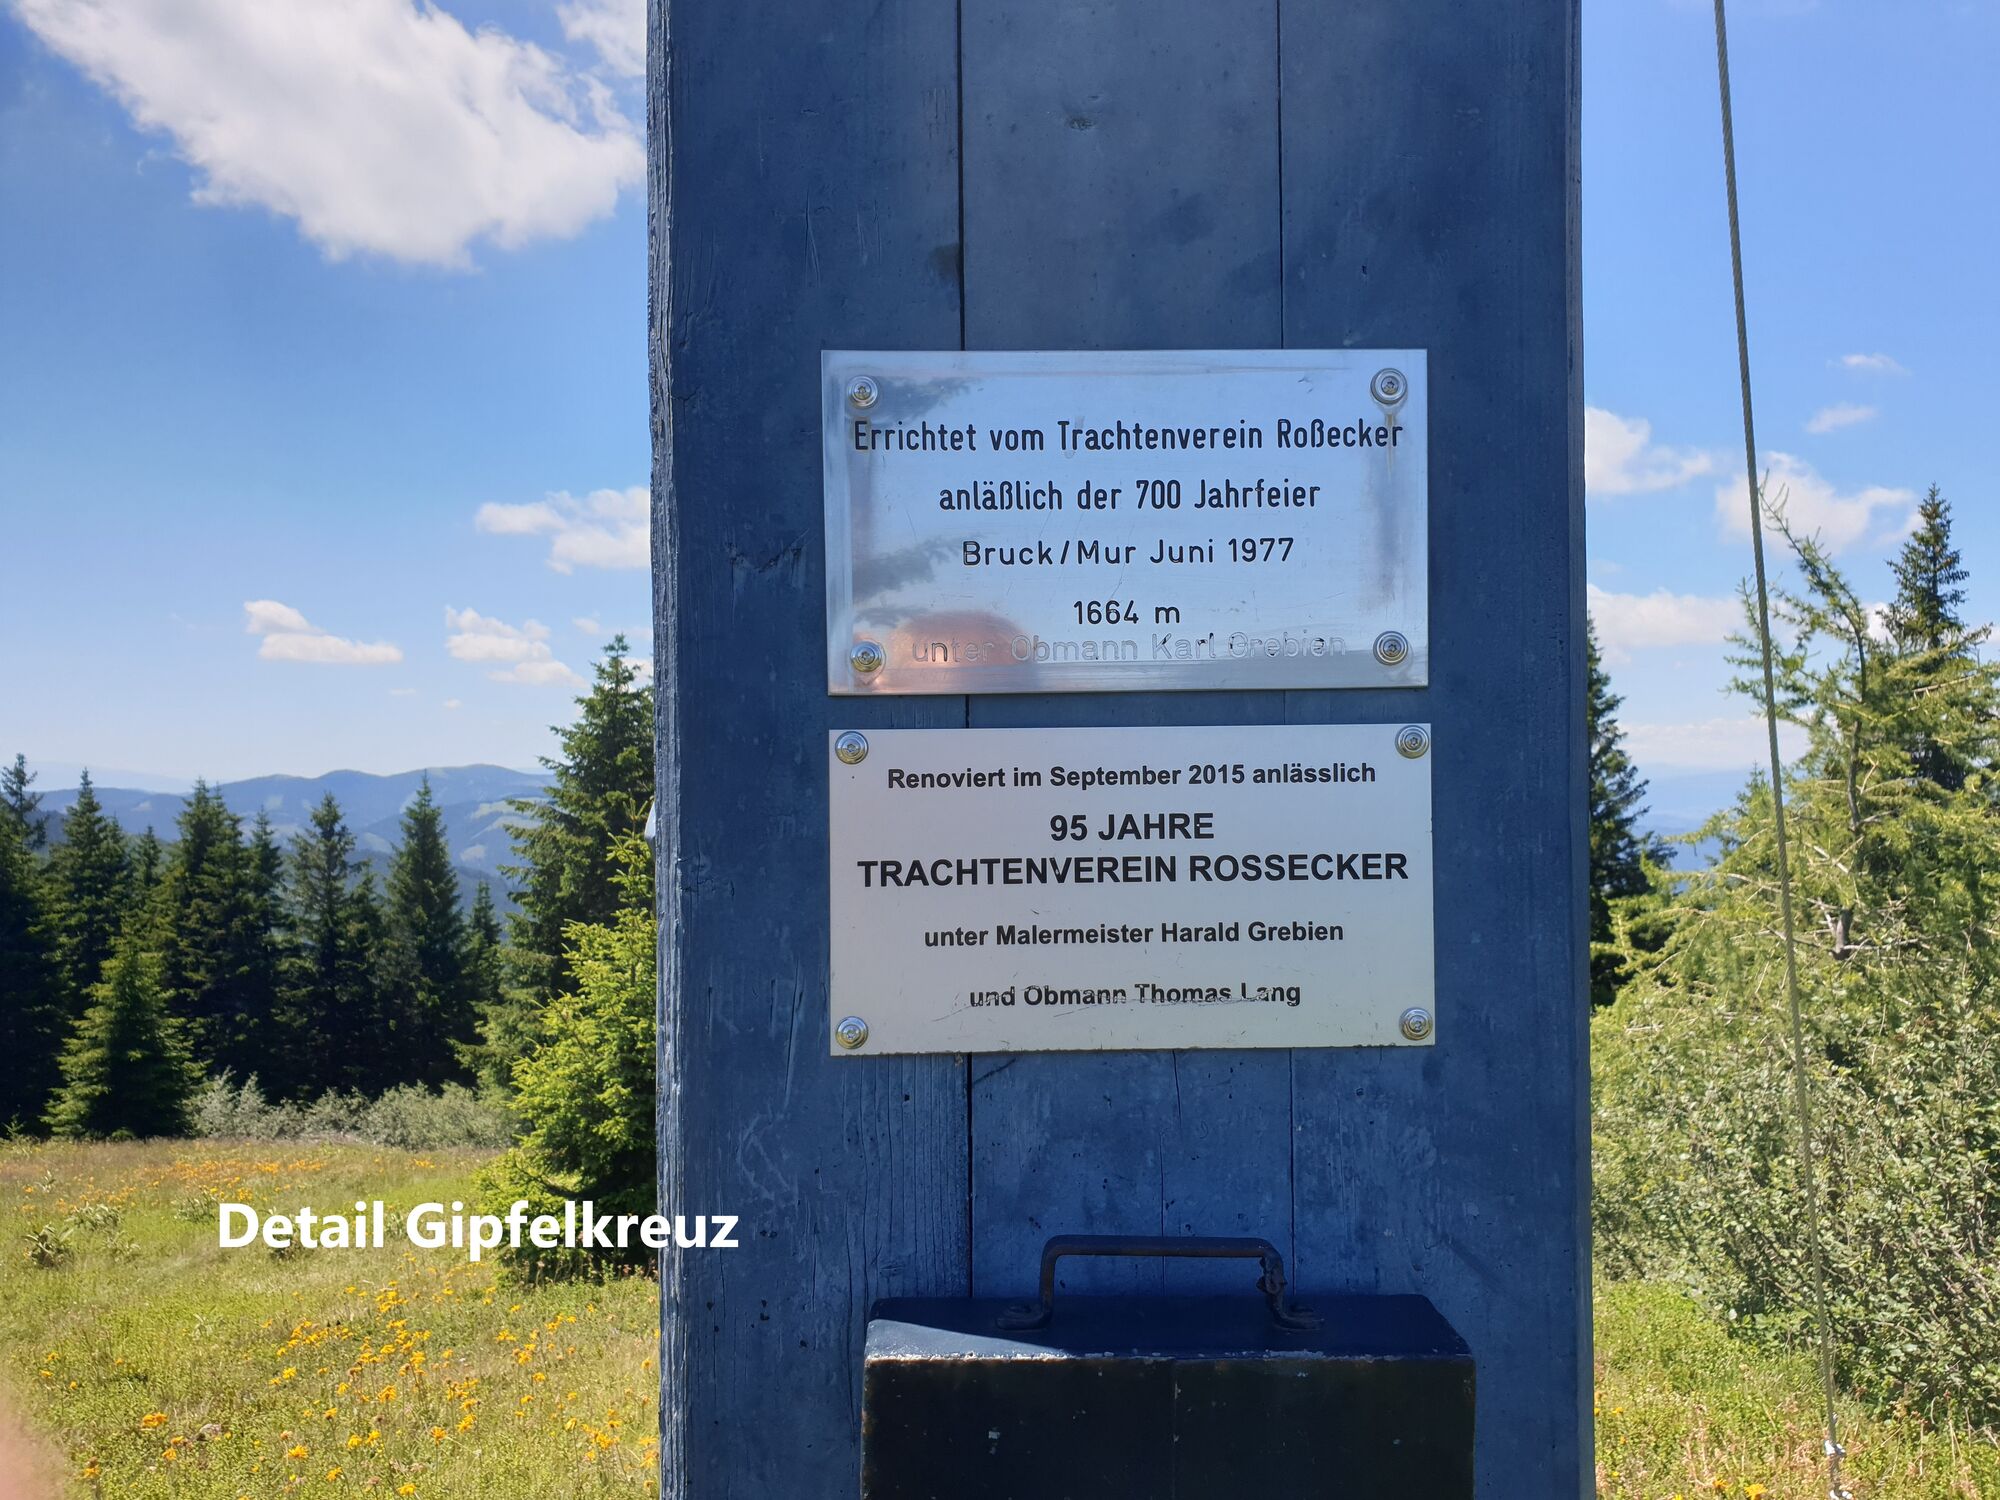 Errichtet vom Trachtenverein Roßecker
anläßlich der 700 Jahrfeier
Bruck/Mur Juni 1977
1664 m
unter Obmann Karl Grebien
Renoviert im September 2015 anlässlich
95 JAHRE
TRACHTENVEREIN ROSSECKER
unter Malermeister Harald Grebien
und Obmann Thomas Lang
Detail Gipfelkreuz